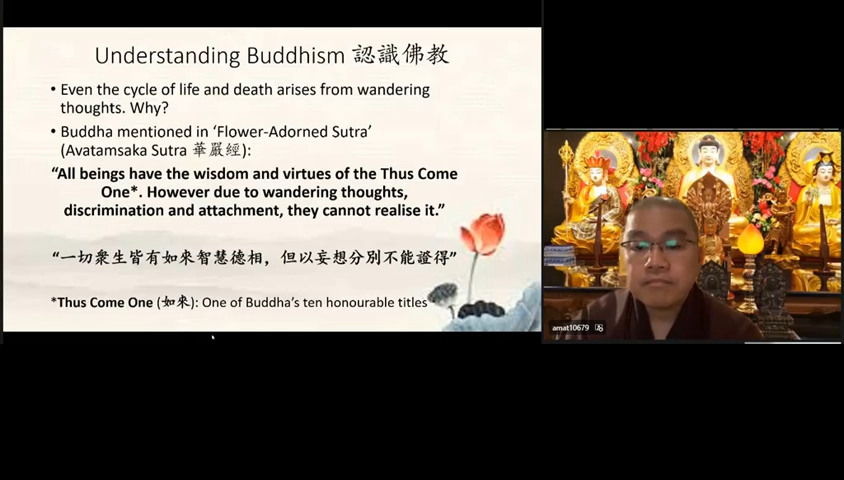 Understanding Buddhism 認識佛教
• Even the cycle of life and death arises from wandering
thoughts. Why?
• Buddha mentioned in ‘Flower-Adorned Sutra’
(Avatamsaka Sutra 華嚴經):
“All beings have the wisdom and virtues of the Thus Come
One*. However due to wandering thoughts,
discrimination and attachment, they cannot realise it.”
“一切衆生皆有如來智慧德相，但以妄想分別不能證得”
*Thus Come One (如來): One of Buddha’s ten honourable titles
amat10679